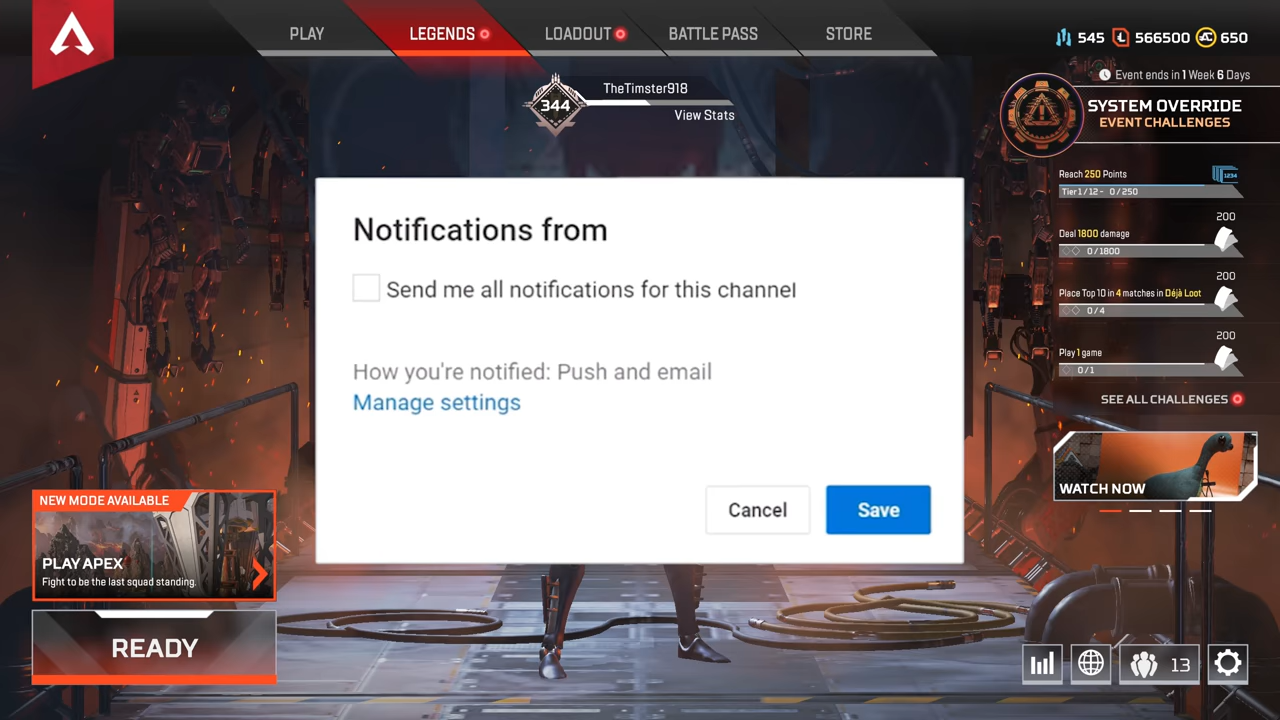 PLAY
LEGENDS
LOADOUT
BATTLE PASS
STORE
545
566500
650
344
TheTimster918
View Stats
Event ends in 1 Week 6 Days
SYSTEM OVERRIDE
EVENT CHALLENGES
Reach 250 Points
1234
Tier 1 / 12 - 0 / 250
200
Deal 1800 damage
0 / 1800
200
Place Top 10 in 4 matches in Déjà Loot
0 / 4
200
Play 1 game
0 / 1
SEE ALL CHALLENGES
Notifications from
Send me all notifications for this channel
How you're notified: Push and email
Manage settings
Cancel
Save
WATCH NOW
NEW MODE AVAILABLE
PLAY APEX
Fight to be the last squad standing.
READY
13